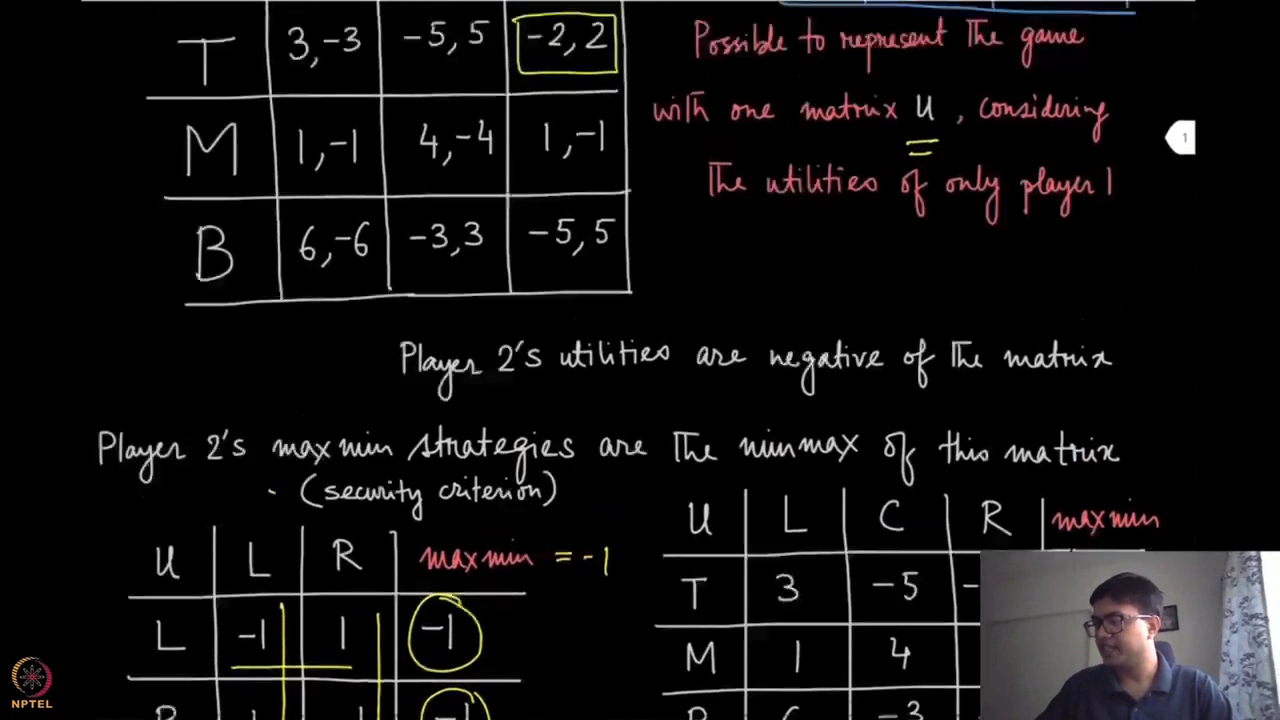 T 3,-3 -5,5 -2,2
M 1,-1 4,-4 1,-1
B 6,-6 -3,3 -5,5
Possible to represent the game
with one matrix U, considering
=
the utilities of only player 1
1
Player 2's utilities are negative of the matrix
Player 2's maxmin strategies are the minmax of this matrix
(security criterion)
U L R maxmin = -1
L -1 1 -1
-1
U L C R maxmin
T 3 -5
M 1 4
-3
NPTEL